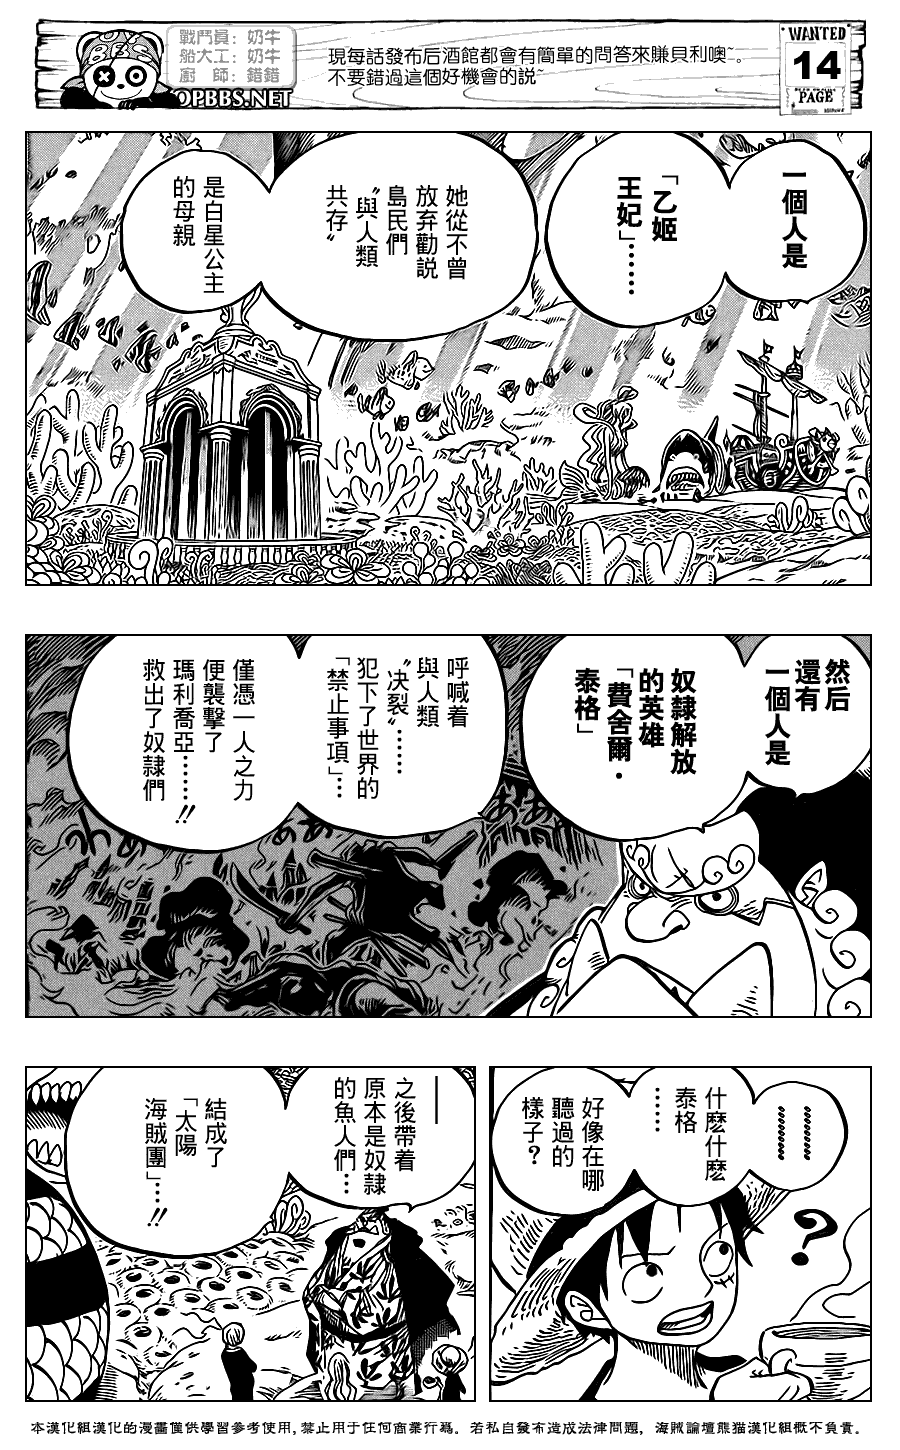 戰鬥員：奶牛
船大工：奶牛
廚　師：錯錯
OPBBS.NET
現每話發布后酒館都會有簡單的問答來賺貝利噢~。
不要錯過這個好機會的說~
WANTED
14
PAGE
一個人是
「乙姬
王妃」……
她從不曾
放弃勸說
島民們
〝與人類
共存〞
是白星公主
的母親
然后
還有
一個人是
奴隷解放
的英雄
「費舍爾・
泰格」
呼喊着
與人類
〝决裂〞……
犯下了世界的
「禁止事項」…
僅憑一人之力
便襲擊了
瑪利喬亞……!!
救出了奴隷們
…………
什麽什麽
泰格
……
好像在哪
聽過的
樣子？
?
——
之後帶着
原本是奴隷
的魚人們…
結成了
「太陽
海賊團」…!!
本漢化組漢化的漫畫僅供學習參考使用,禁止用于任何商業行爲。若私自發布造成法律問題，海賊論壇熊猫漢化組概不負責。